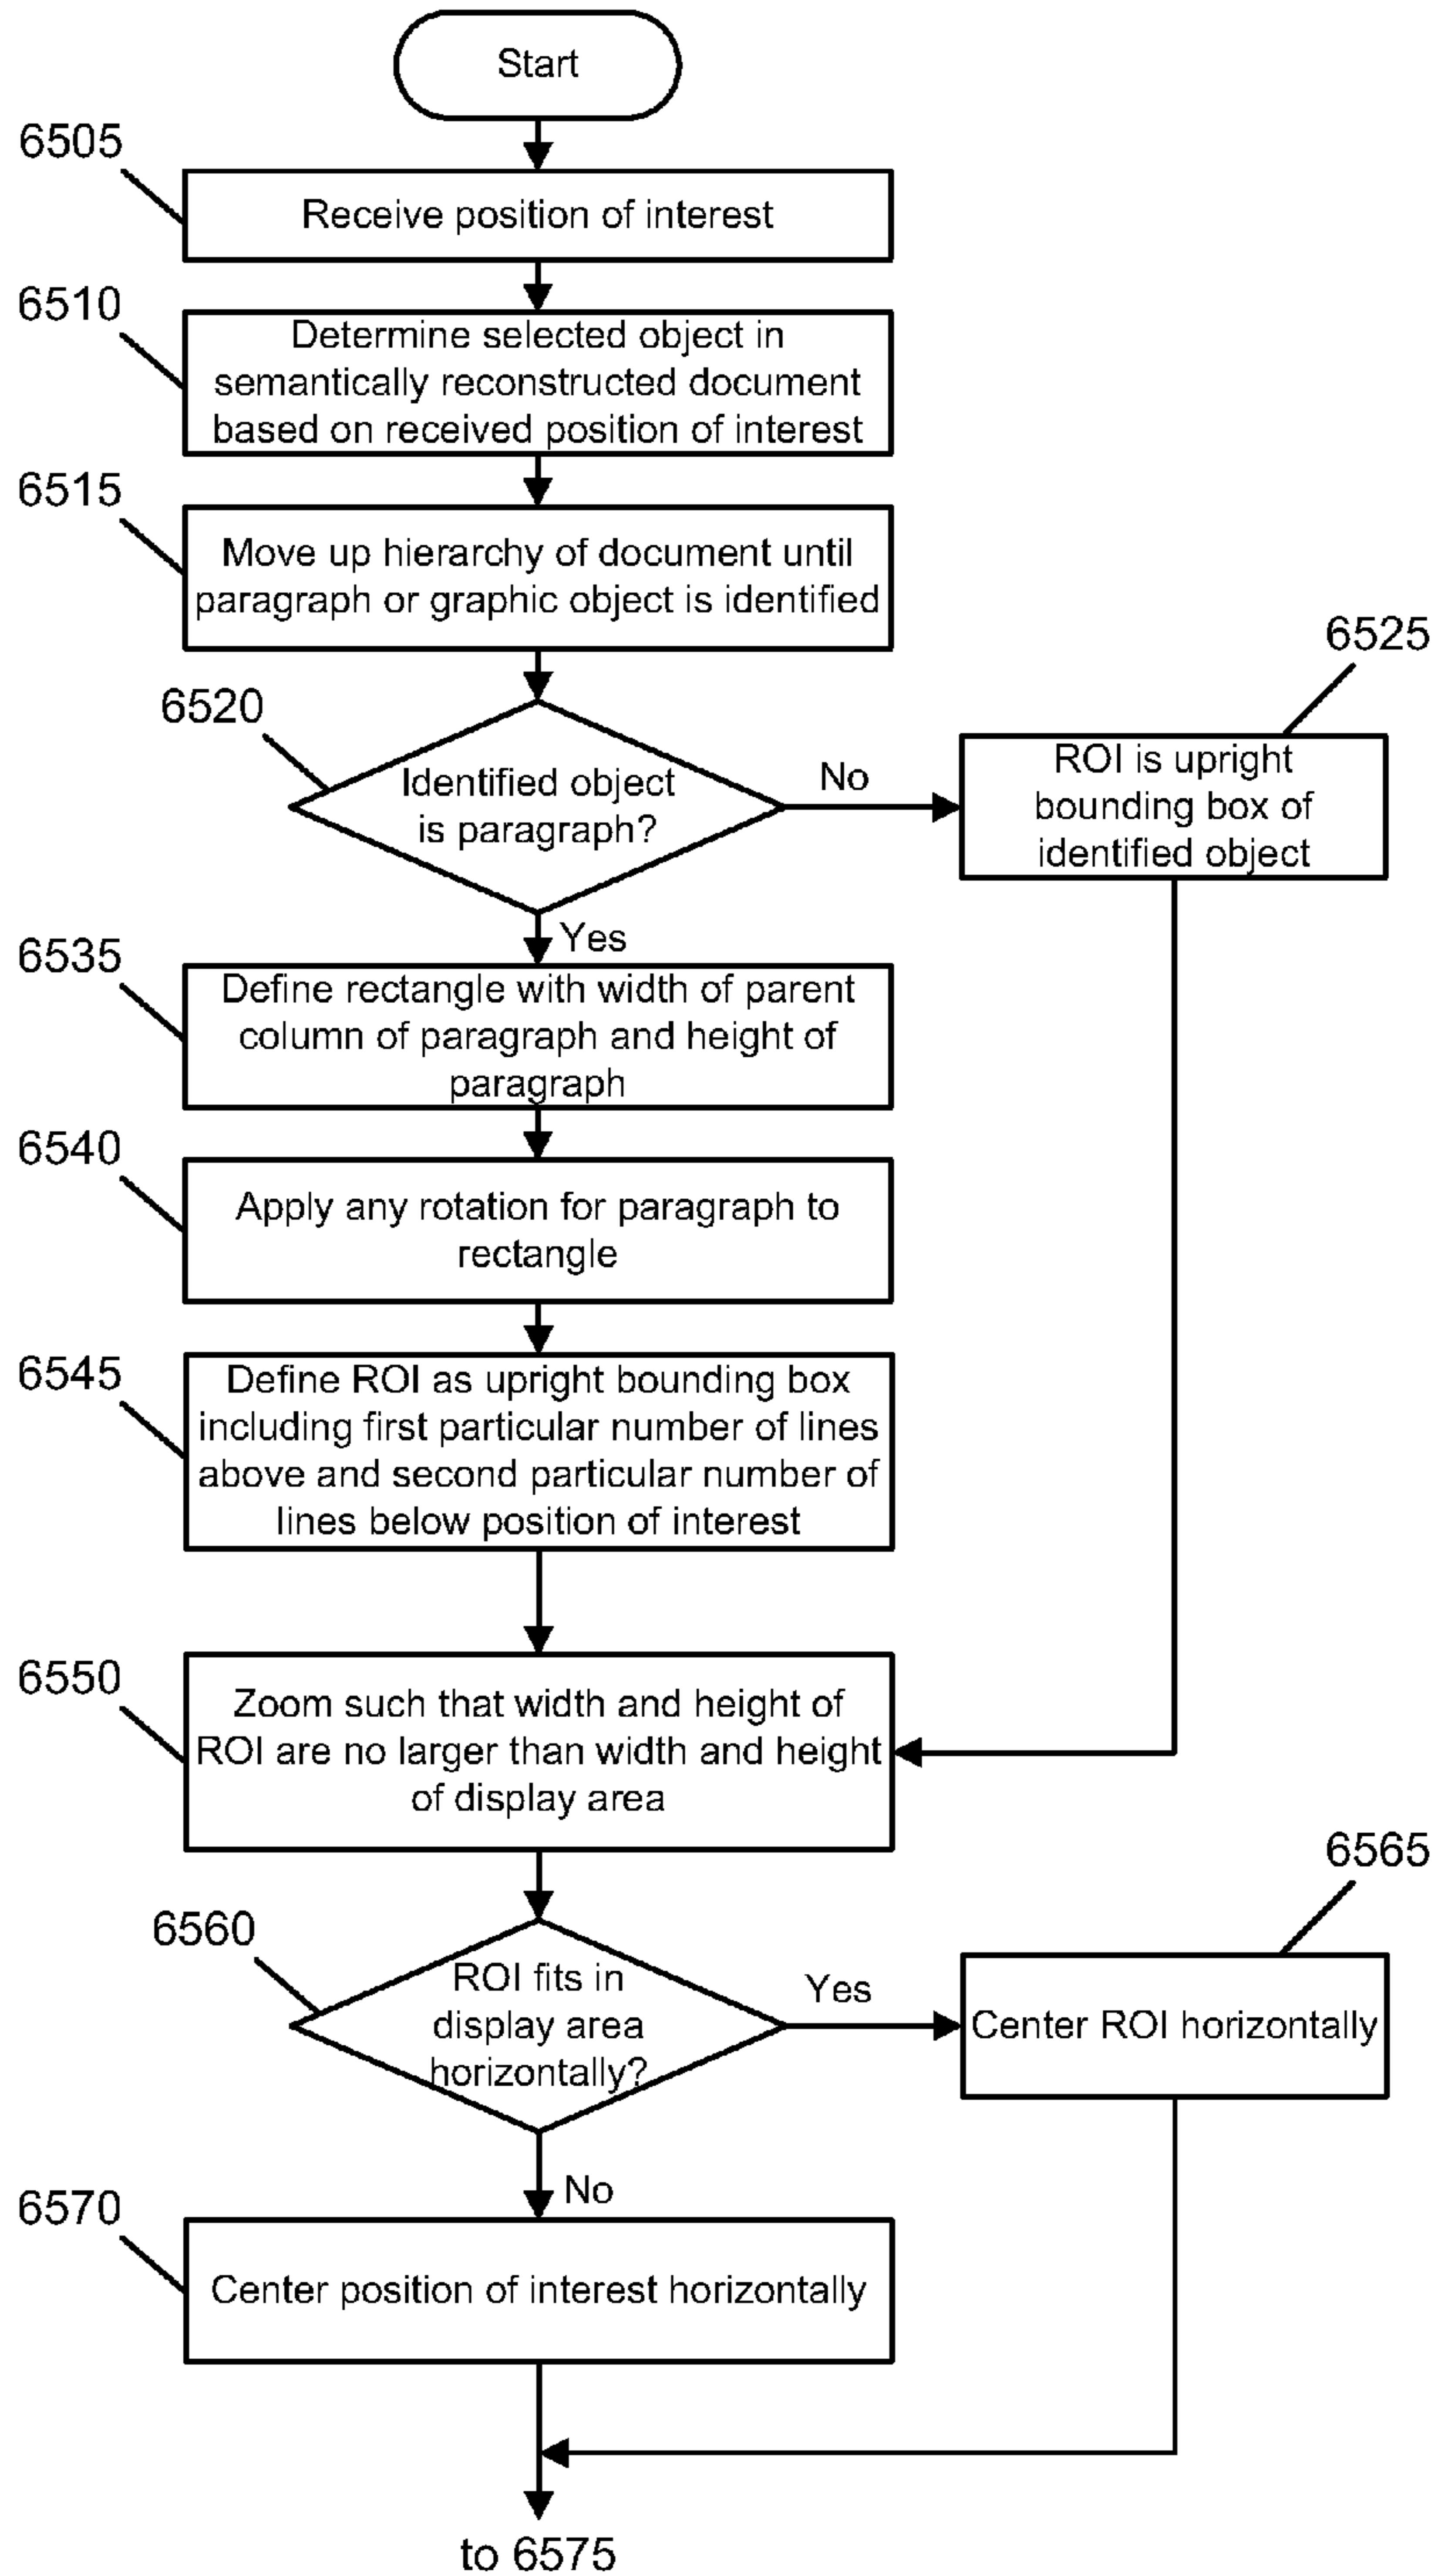 Start
6505
Receive position of interest
6510
Determine selected object in
semantically reconstructed document
based on received position of interest
6515
Move up hierarchy of document until
paragraph or graphic object is identified
6520
Identified object
is paragraph?
No
6525
ROI is upright
bounding box of
identified object
Yes
6535
Define rectangle with width of parent
column of paragraph and height of
paragraph
6540
Apply any rotation for paragraph to
rectangle
6545
Define ROI as upright bounding box
including first particular number of lines
above and second particular number of
lines below position of interest
6550
Zoom such that width and height of
ROI are no larger than width and height
of display area
6560
ROI fits in
display area
horizontally?
Yes
6565
Center ROI horizontally
No
6570
Center position of interest horizontally
to 6575